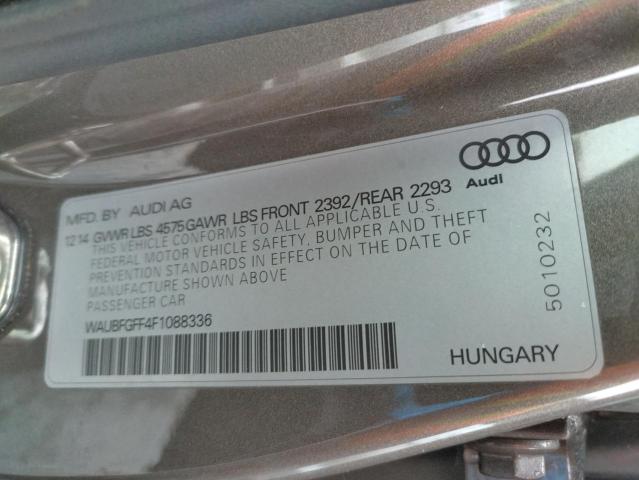 Audi
MFD. BY AUDI AG
12 14 GVWR LBS 4575 GAWR LBS FRONT 2392/REAR 2293
THIS VEHICLE CONFORMS TO ALL APPLICABLE U.S.
FEDERAL MOTOR VEHICLE SAFETY, BUMPER AND THEFT
PREVENTION STANDARDS IN EFFECT ON THE DATE OF
MANUFACTURE SHOWN ABOVE
PASSENGER CAR
WAUBFGFF4F1088336
5010232
HUNGARY